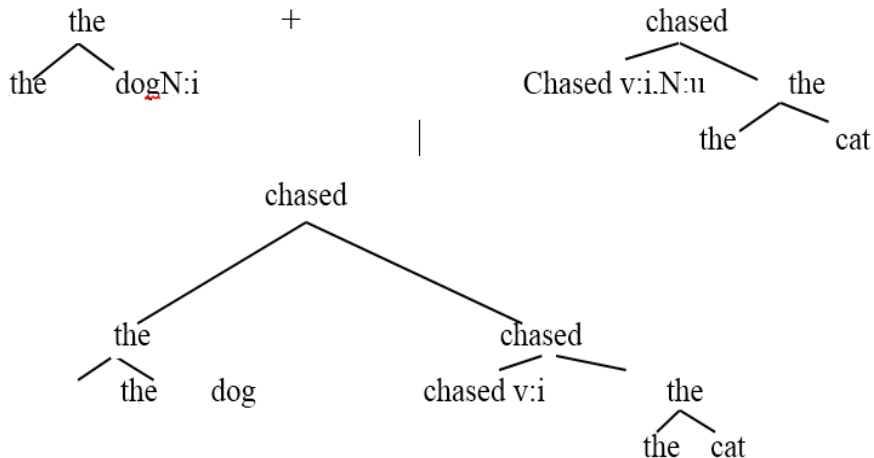 the + chased
the dogN:i Chased v:i.N:u the
the cat
chased
the chased
the dog chased v:i the
the cat